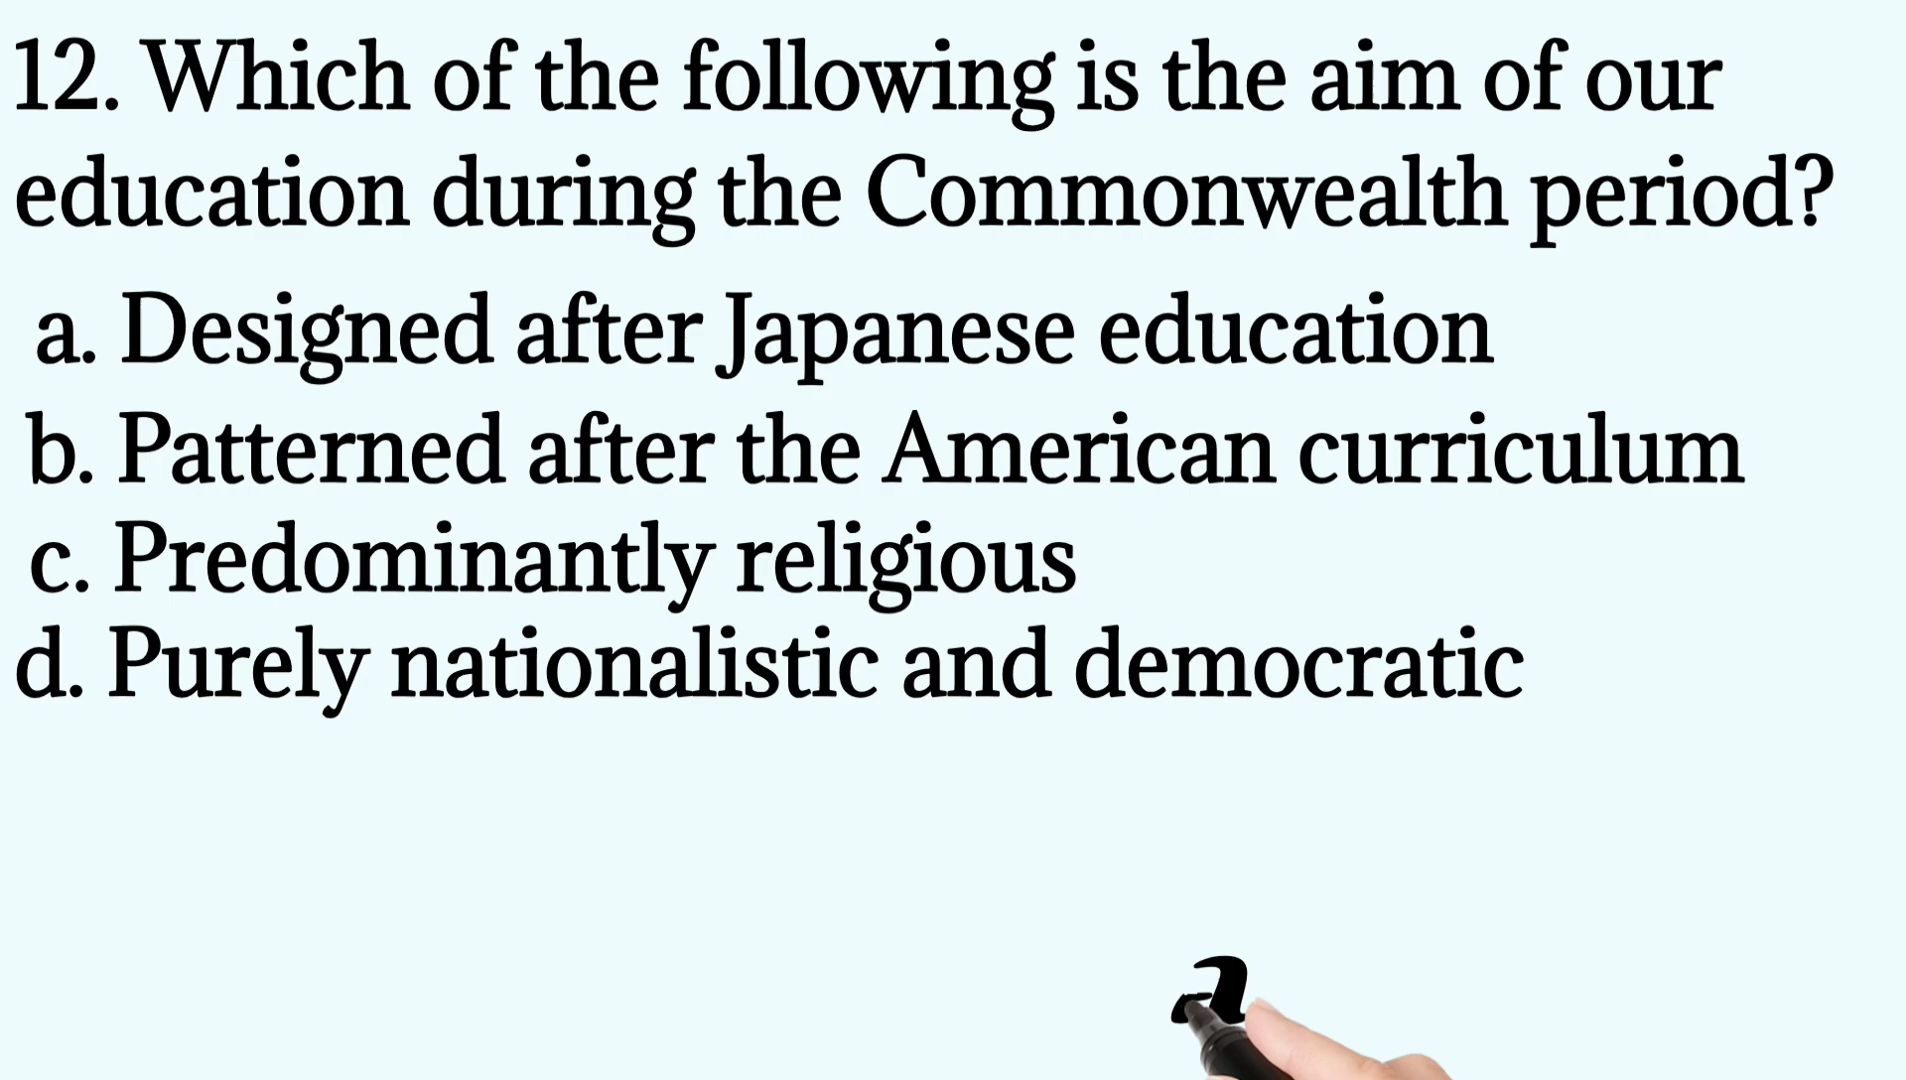 12. Which of the following is the aim of our
education during the Commonwealth period?
a. Designed after Japanese education
b. Patterned after the American curriculum
c. Predominantly religious
d. Purely nationalistic and democratic
a